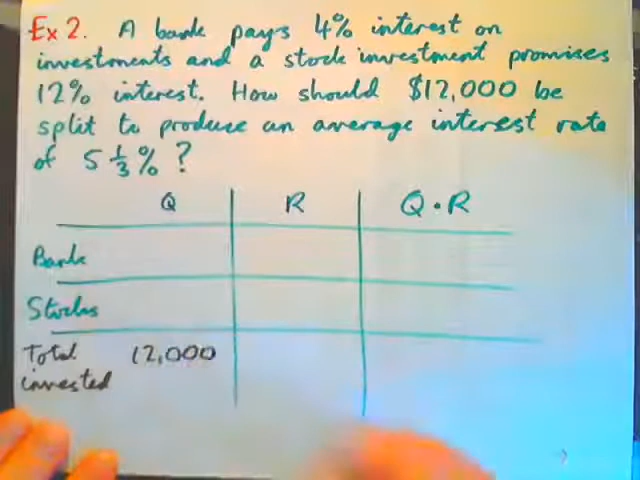 Ex 2. A bank pays 4% interest on
investments and a stock investment promises
12% interest. How should $12,000 be
split to produce an average interest rate
of 5 1/3 % ?
Q R Q · R
Bank
Stocks
Total 12,000
invested